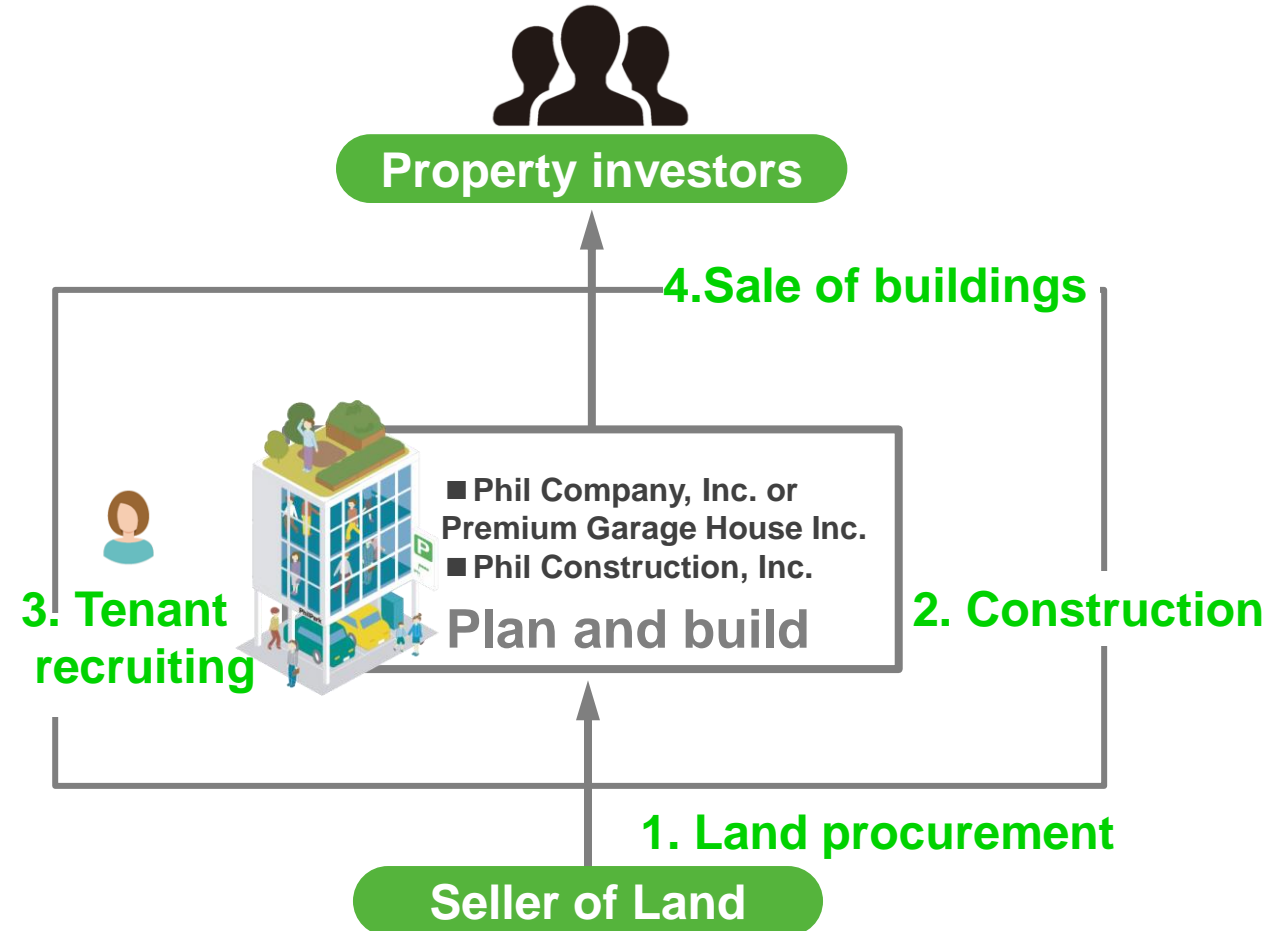 Property investors
4.Sale of buildings
■ Phil Company, Inc. or
Premium Garage House Inc.
■ Phil Construction, Inc.
Plan and build
P
PhilPark
3. Tenant
recruiting
2. Construction
1. Land procurement
Seller of Land